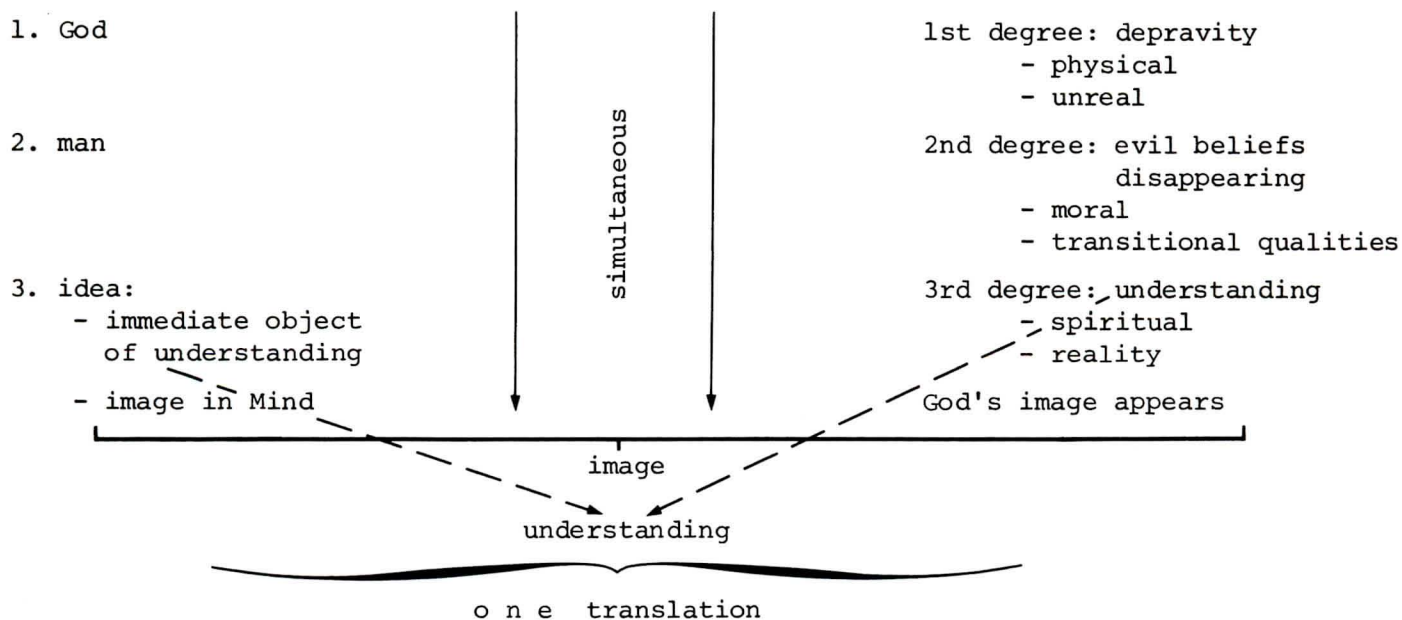 1. God
2. man
3. idea:
- immediate object
of understanding
- image in Mind
simultaneous
1st degree: depravity
- physical
- unreal
2nd degree: evil beliefs
disappearing
- moral
- transitional qualities
3rd degree: understanding
- spiritual
- reality
God's image appears
image
understanding
o n e translation